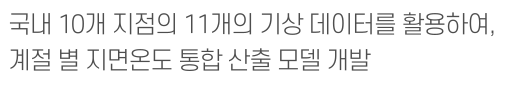 국내 10개 지점의 11개의 기상 데이터를 활용하여,
계절 별 지면온도 통합 산출 모델 개발